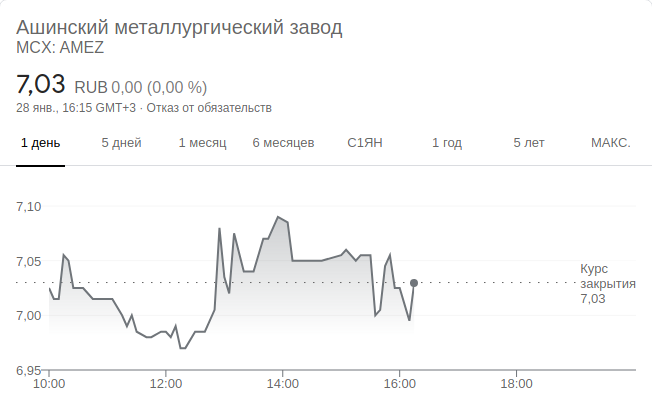 Ашинский металлургический завод
MCX: AMEZ
7,03 RUB 0,00 (0,00 %)
28 янв., 16:15 GMT+3 · Отказ от обязательств
1 день 5 дней 1 месяц 6 месяцев С1ЯН 1 год 5 лет МАКС.
7,10
7,05
Курс
закрытия
7,03
7,00
6,95
10:00 12:00 14:00 16:00 18:00